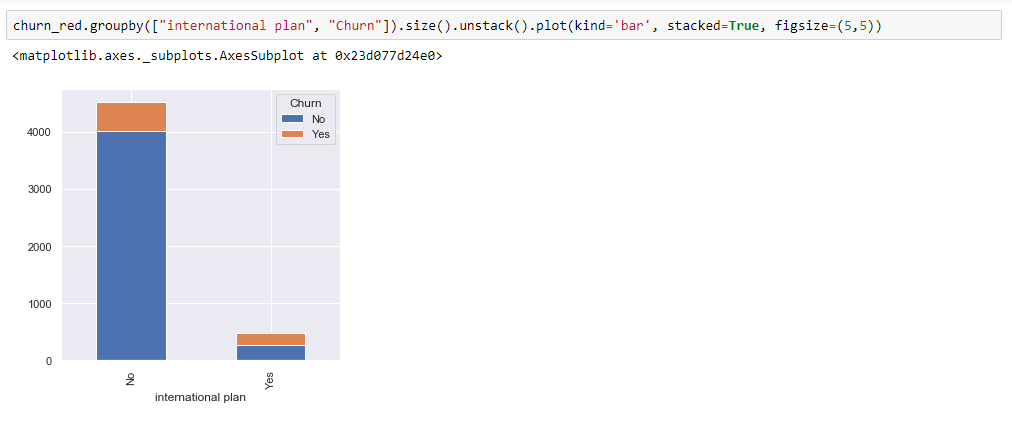 churn_red.groupby(["international plan", "Churn"]).size().unstack().plot(kind='bar', stacked=True, figsize=(5,5))
<matplotlib.axes._subplots.AxesSubplot at 0x23d077d24e0>
Churn
No
Yes
4000
3000
2000
1000
0
No
Yes
international plan